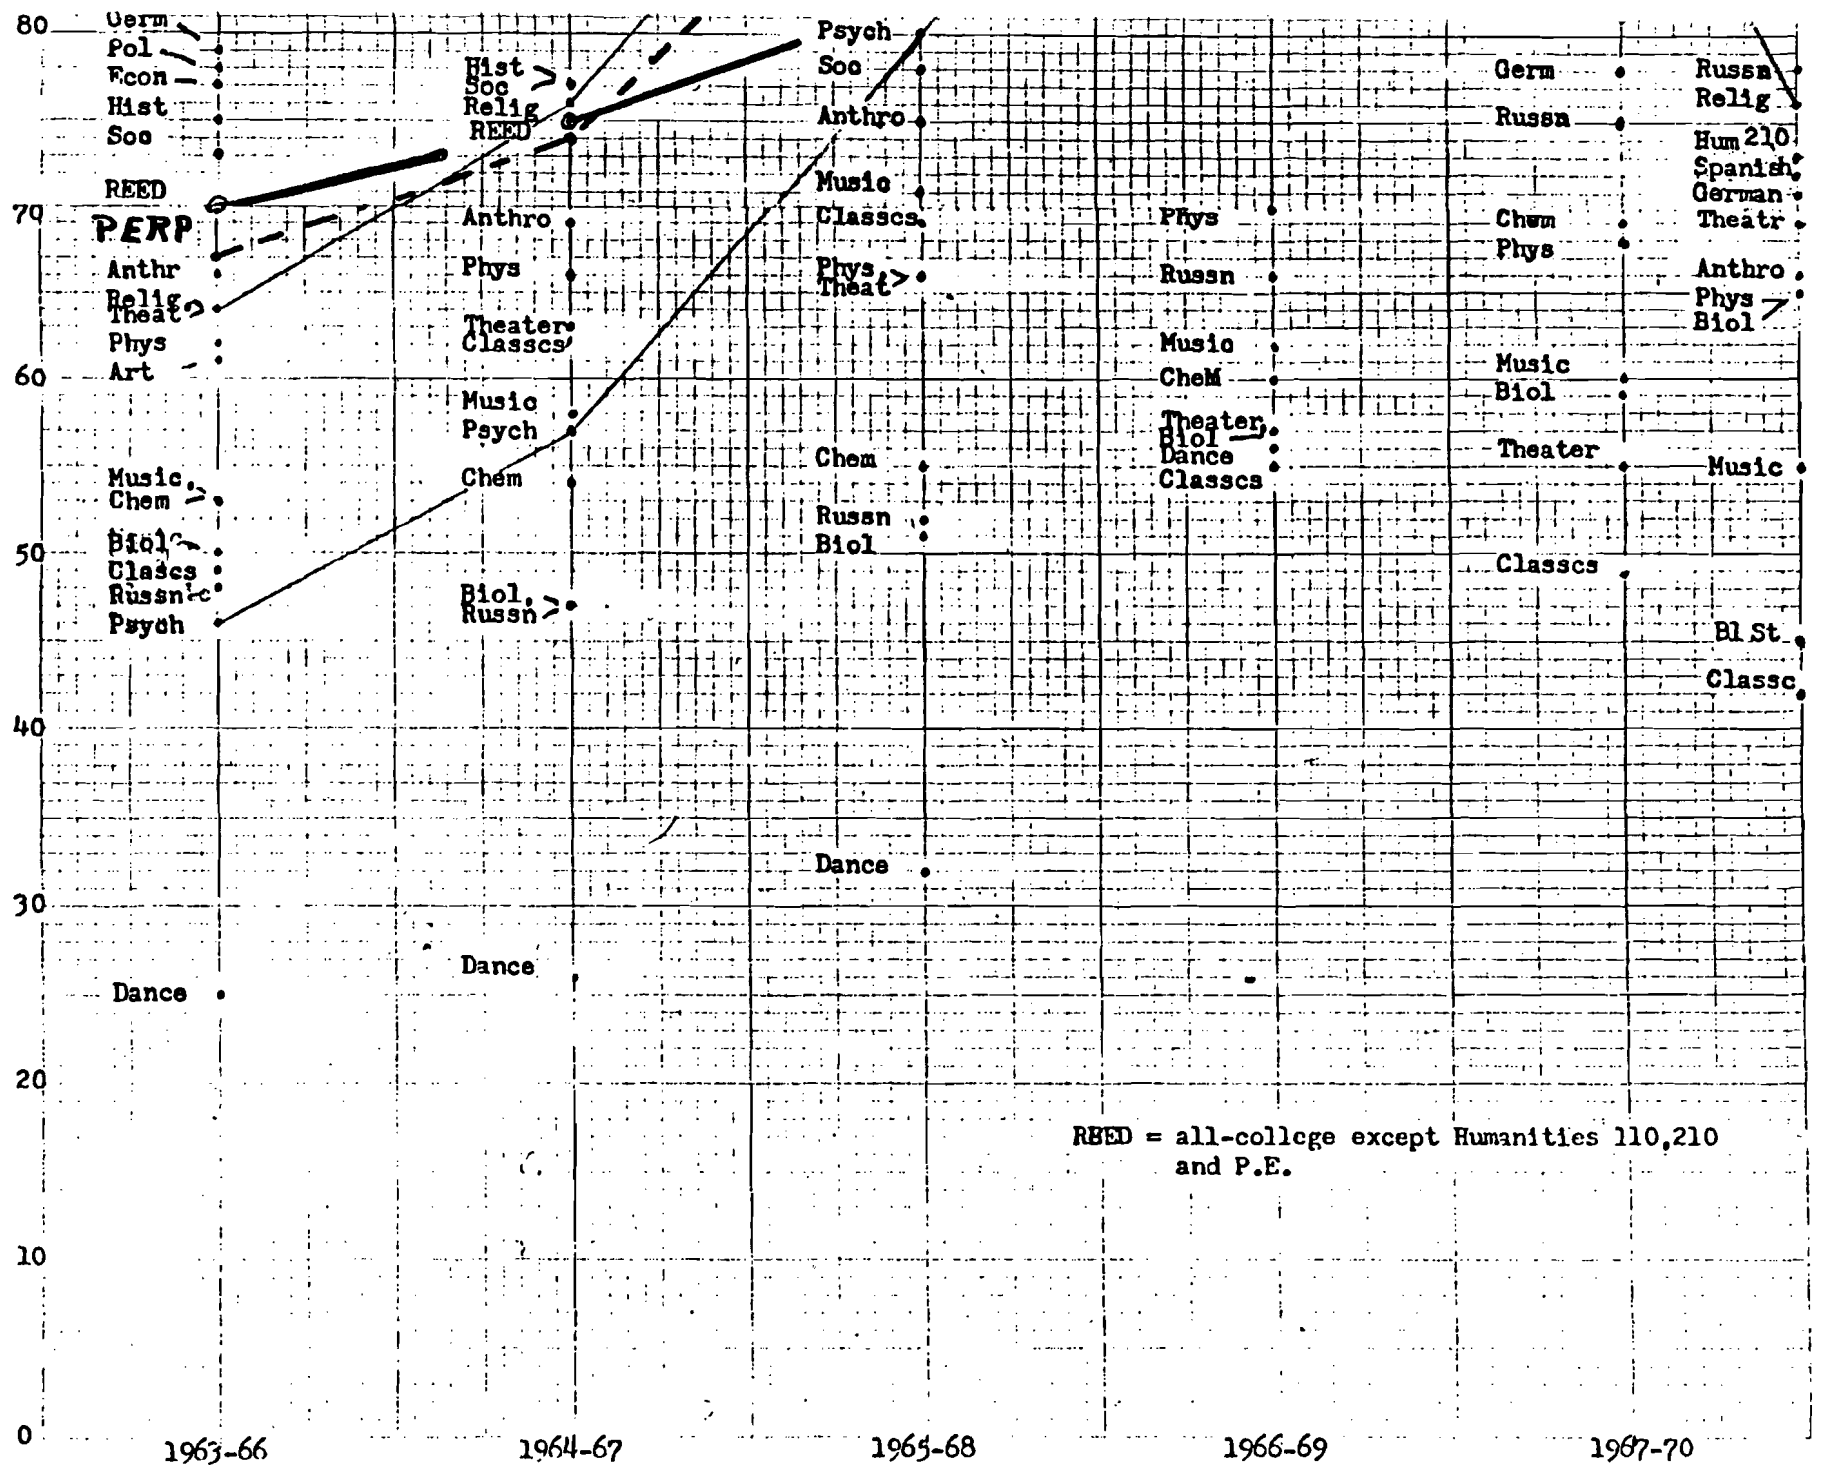 80
Germ
Pol
Econ
Hist
Soc
REED
70
PERP
Anthr
Relig
Theat
Phys
60
Art
Music,
Chem
50
Biol
Classcs
Russn
Psych
40
30
Dance
20
10
0
Hist
Soc
Relig
REED
Anthro
Phys
Theater
Classcs
Music
Psych
Chem
Biol,
Russn
Dance
Psych
Soc
Anthro
Music
Classcs
Phys,
Theat
Chem
Russn
Biol
Dance
Phys
Russn
Music
CheM
Theater,
Biol
Dance
Classcs
Germ
Russn
Chem
Phys
Music
Biol
Theater
Classcs
Russn
Relig
Hum 210
Spanish
German
Theatr
Anthro
Phys
Biol
Music
Bl St
Classc
REED = all-college except Humanities 110,210
and P.E.
1963-66
1964-67
1965-68
1966-69
1967-70